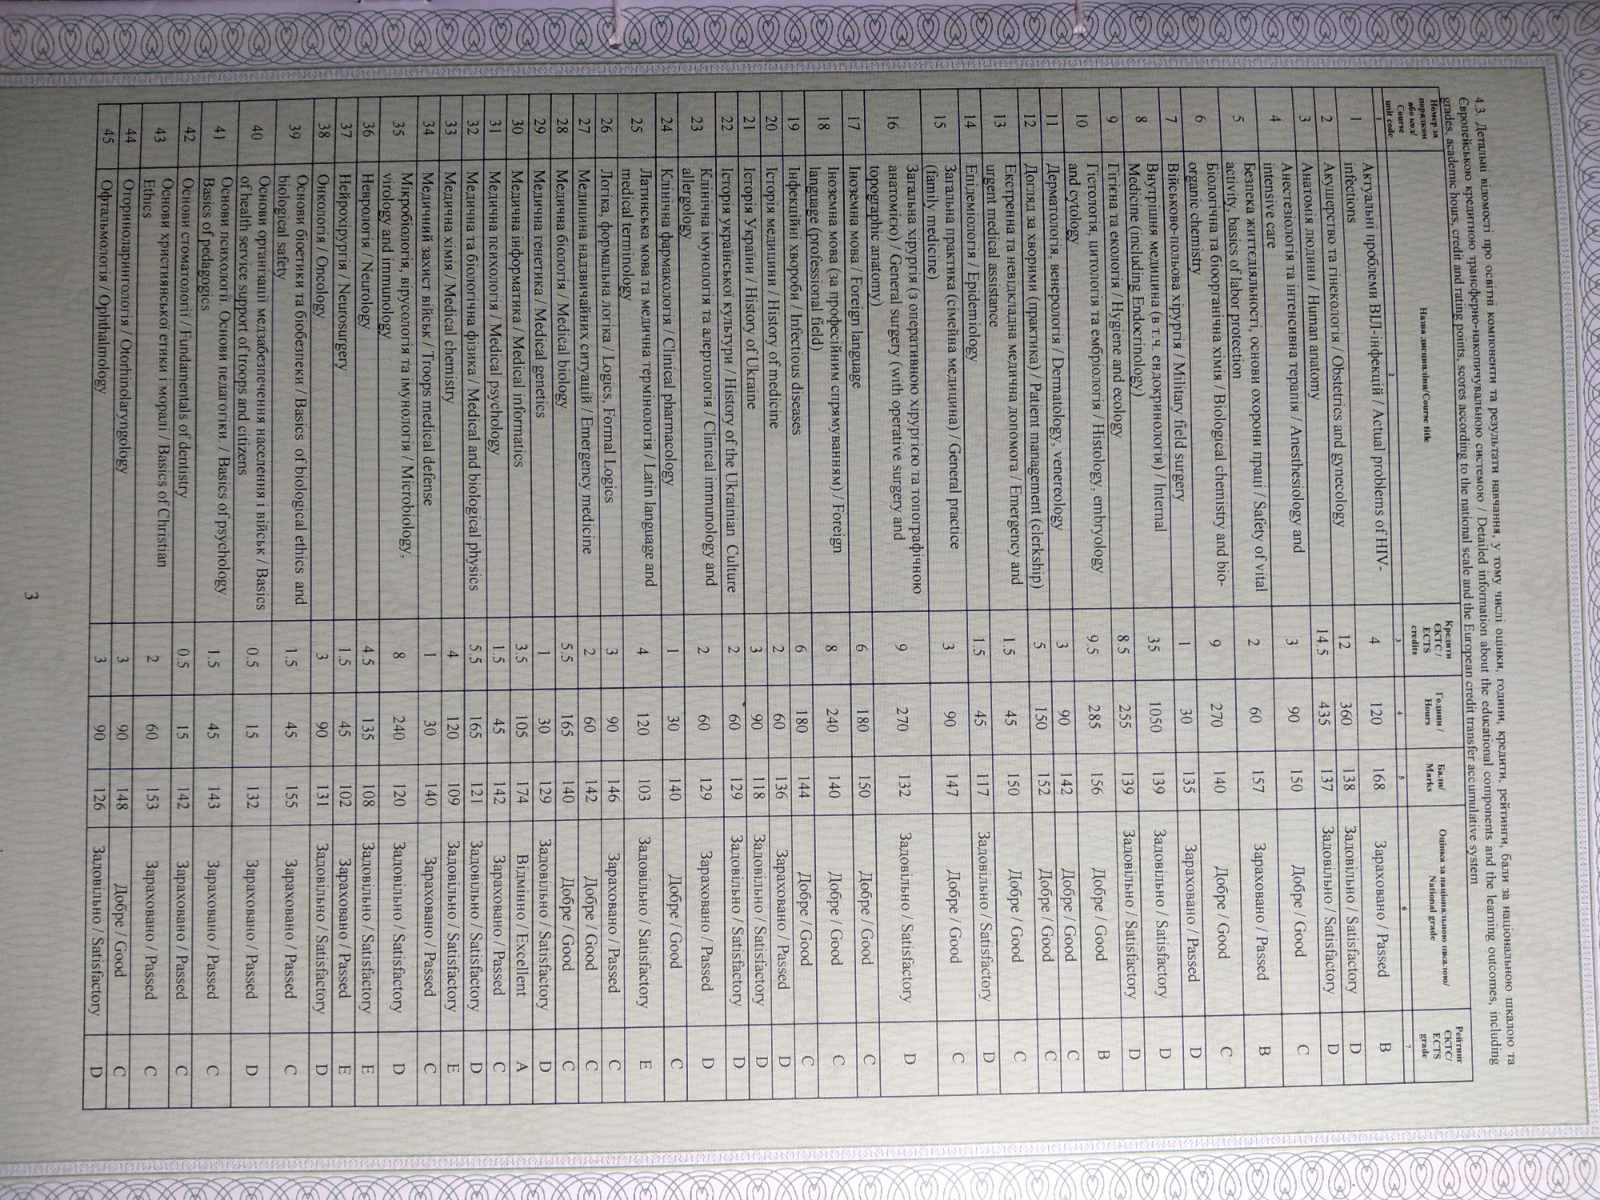 4.3. Детальні відомості про освітні компоненти та результати навчання, у тому числі оцінки, години, кредити, рейтинги, бали за національною шкалою та
Європейською кредитною трансферно-накопичувальною системою / Detailed information about the educational components and the learning outcomes, including
grades, academic hours, credit and rating points, scores according to the national scale and the European credit transfer accumulative system
Номер за порядком або код/ Course unit code | Назва дисципліни/Course title | Кредити ЄКТС / ECTS credits | Години / Hours | Бали/ Marks | Оцінка за національною шкалою/ National grade | Рейтинг ЄКТС/ ECTS grade
1 2 3 4 5 6 7
1 Актуальні проблеми ВІЛ-інфекцій / Actual problems of HIV- 4 120 168 Зараховано / Passed B
infections
2 Акушерство та гінекологія / Obstetrics and gynecology 12 360 138 Задовільно / Satisfactory D
3 Анатомія людини / Human anatomy 14.5 435 137 Задовільно / Satisfactory D
4 Анестезіологія та інтенсивна терапія / Anesthesiology and 3 90 150 Добре / Good C
intensive care
5 Безпека життєдіяльності, основи охорони праці / Safety of vital 2 60 157 Зараховано / Passed B
activity, basics of labor protection
6 Біологічна та біоорганічна хімія / Biological chemistry and bio- 9 270 140 Добре / Good C
organic chemistry
7 Військово-польова хірургія / Military field surgery 1 30 135 Зараховано / Passed D
8 Внутрішня медицина (в т.ч. ендокринологія) / Internal 35 1050 139 Задовільно / Satisfactory D
Medicine (including Endocrinology)
9 Гігієна та екологія / Hygiene and ecology 8.5 255 139 Задовільно / Satisfactory D
10 Гістологія, цитологія та ембріологія / Histology, embryology 9.5 285 156 Добре / Good B
and cytology
11 Дерматологія, венерологія / Dermatology, venereology 3 90 142 Добре / Good C
12 Догляд за хворими (практика) / Patient management (clerkship) 5 150 152 Добре / Good C
13 Екстренна та невідкладна медична допомога / Emergency and 1.5 45 150 Добре / Good C
urgent medical assistance
14 Епідеміологія / Epidemiology 1.5 45 117 Задовільно / Satisfactory D
15 Загальна практика (сімейна медицина) / General practice 3 90 147 Добре / Good C
(family medicine)
16 Загальна хірургія (з оперативною хірургією та топографічною 9 270 132 Задовільно / Satisfactory D
анатомією) / General surgery (with operative surgery and
topographic anatomy)
17 Іноземна мова / Foreign language 6 180 150 Добре / Good C
18 Іноземна мова (за професійним спрямуванням) / Foreign 8 240 140 Добре / Good C
language (professional field)
19 Інфекційні хвороби / Infectious diseases 6 180 144 Добре / Good C
20 Історія медицини / History of medicine 2 60 136 Зараховано / Passed D
21 Історія України / History of Ukraine 3 90 118 Задовільно / Satisfactory D
22 Історія української культури / History of the Ukrainian Culture 2 60 129 Задовільно / Satisfactory D
23 Клінічна імунологія та алергологія / Clinical immunology and 2 60 129 Зараховано / Passed D
allergology
24 Клінічна фармакологія / Clinical pharmacology 1 30 140 Добре / Good C
25 Латинська мова та медична термінологія / Latin language and 4 120 103 Задовільно / Satisfactory E
medical terminology
26 Логіка, формальна логіка / Logics, Formal Logics 3 90 146 Зараховано / Passed C
27 Медицина надзвичайних ситуацій / Emergency medicine 2 60 142 Добре / Good C
28 Медична біологія / Medical biology 5.5 165 140 Добре / Good C
29 Медична генетика / Medical genetics 1 30 129 Задовільно / Satisfactory D
30 Медична інформатика / Medical informatics 3.5 105 174 Відмінно / Excellent A
31 Медична психологія / Medical psychology 1.5 45 142 Зараховано / Passed C
32 Медична та біологічна фізика / Medical and biological physics 5.5 165 121 Задовільно / Satisfactory D
33 Медична хімія / Medical chemistry 4 120 109 Задовільно / Satisfactory E
34 Медичний захист військ / Troops medical defense 1 30 140 Зараховано / Passed C
35 Мікробіологія, вірусологія та імунологія / Microbiology, 8 240 120 Задовільно / Satisfactory D
virology and immunology
36 Неврологія / Neurology 4.5 135 108 Задовільно / Satisfactory E
37 Нейрохірургія / Neurosurgery 1.5 45 102 Зараховано / Passed E
38 Онкологія / Oncology 3 90 131 Задовільно / Satisfactory D
39 Основи біоетики та біобезпеки / Basics of biological ethics and 1.5 45 155 Зараховано / Passed C
biological safety
40 Основи організації медзабезпечення населення і військ / Basics 0.5 15 132 Зараховано / Passed D
of health service support of troops and citizens
41 Основи психології. Основи педагогіки. / Basics of psychology 1.5 45 143 Зараховано / Passed C
Basics of pedagogics
42 Основи стоматології / Fundamentals of dentistry 0.5 15 142 Зараховано / Passed C
43 Основи християнської етики і моралі / Basics of Christian 2 60 153 Зараховано / Passed C
Ethics
44 Оториноларингологія / Otorhinolaryngology 3 90 148 Добре / Good C
45 Офтальмологія / Ophthalmology 3 90 126 Задовільно / Satisfactory D
3